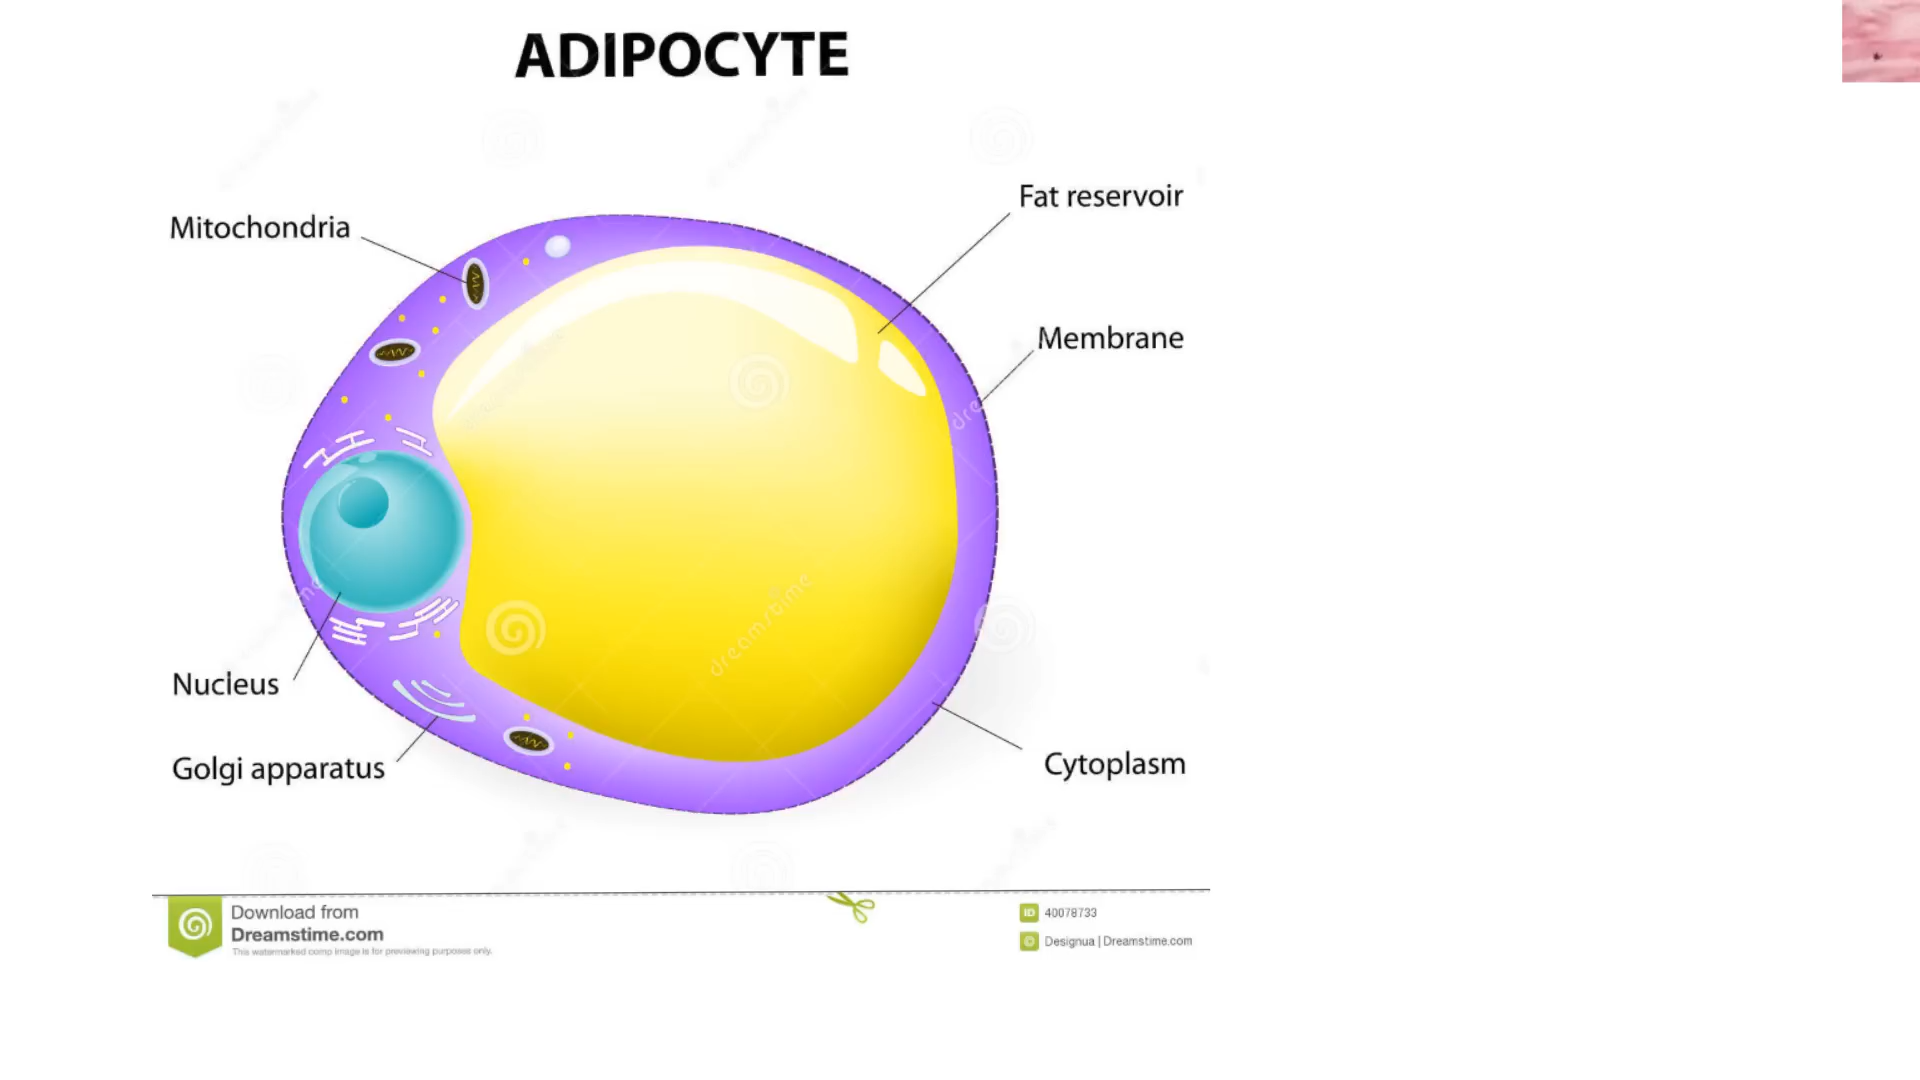 ADIPOCYTE
Fat reservoir
Mitochondria
Membrane
Nucleus
Golgi apparatus
Cytoplasm
dreamstime
Download from
Dreamstime.com
This watermarked comp image is for previewing purposes only.
ID 40078733
Designua | Dreamstime.com